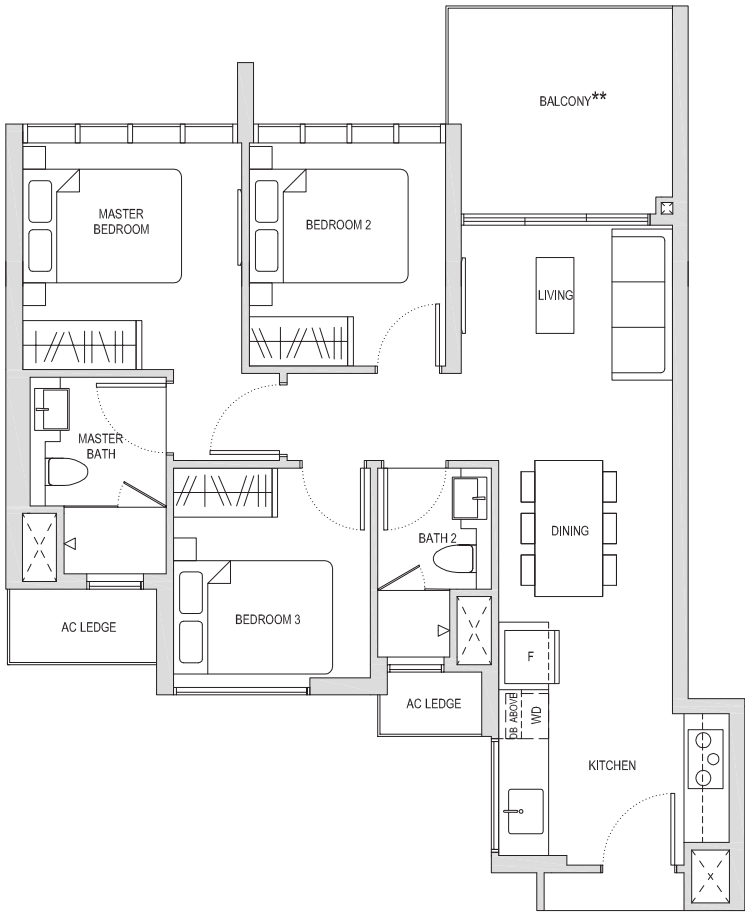 BALCONY**
MASTER
BEDROOM
BEDROOM 2
LIVING
MASTER
BATH
DINING
BATH 2
BEDROOM 3
AC LEDGE
F
AC LEDGE
DB ABOVE
WD
KITCHEN
X